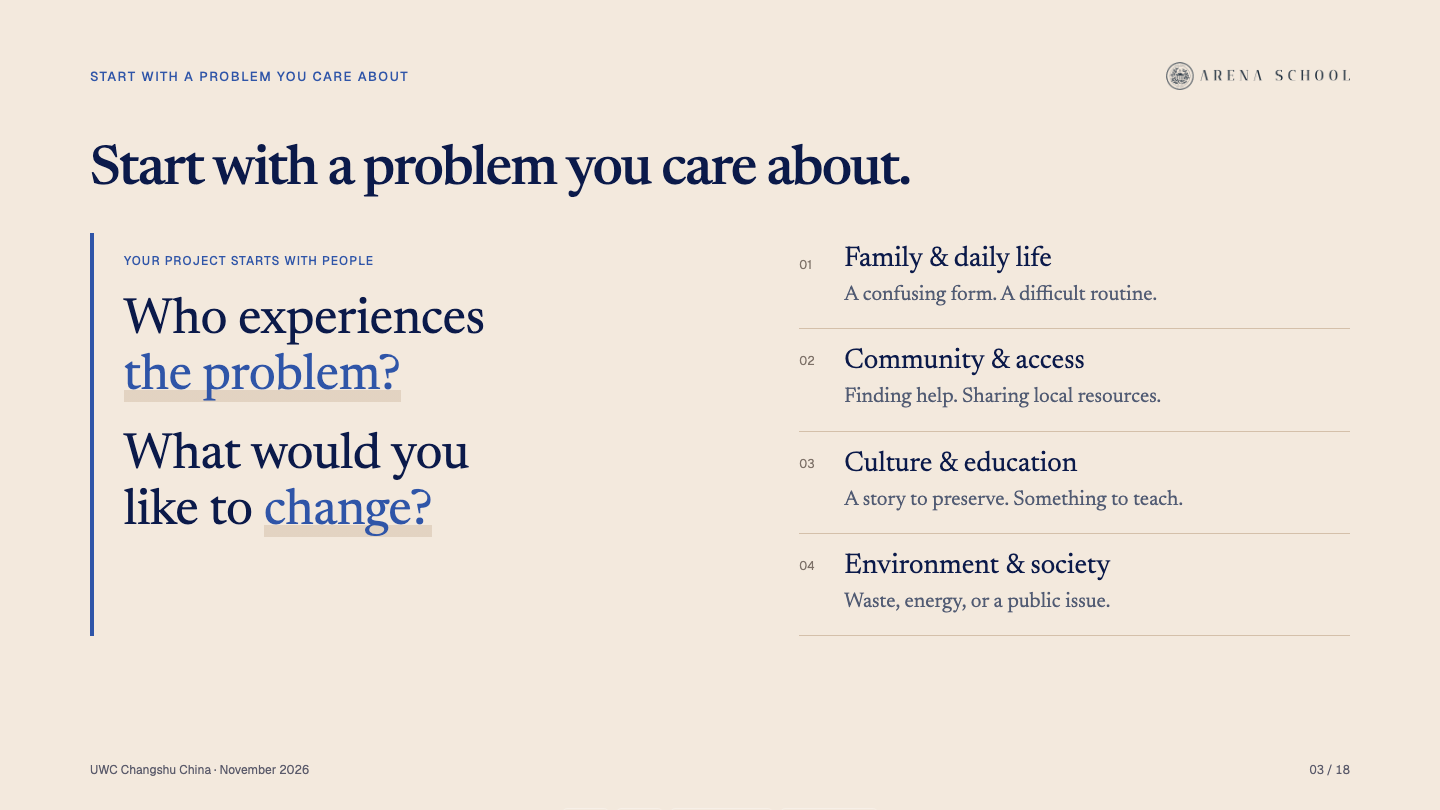 START WITH A PROBLEM YOU CARE ABOUT
ARENA SCHOOL
Start with a problem you care about.
YOUR PROJECT STARTS WITH PEOPLE
Who experiences
the problem?
What would you
like to change?
01
Family & daily life
A confusing form. A difficult routine.
02
Community & access
Finding help. Sharing local resources.
03
Culture & education
A story to preserve. Something to teach.
04
Environment & society
Waste, energy, or a public issue.
UWC Changshu China · November 2026
03 / 18